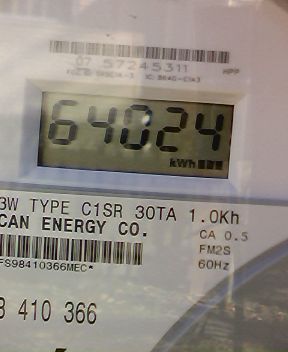 07 57245311
64024
kWh
3W TYPE C1SR 30TA 1.0Kh
CAN ENERGY CO.
CA 0.5
FM2S
FS98410366MEC*
60Hz
3 410 366